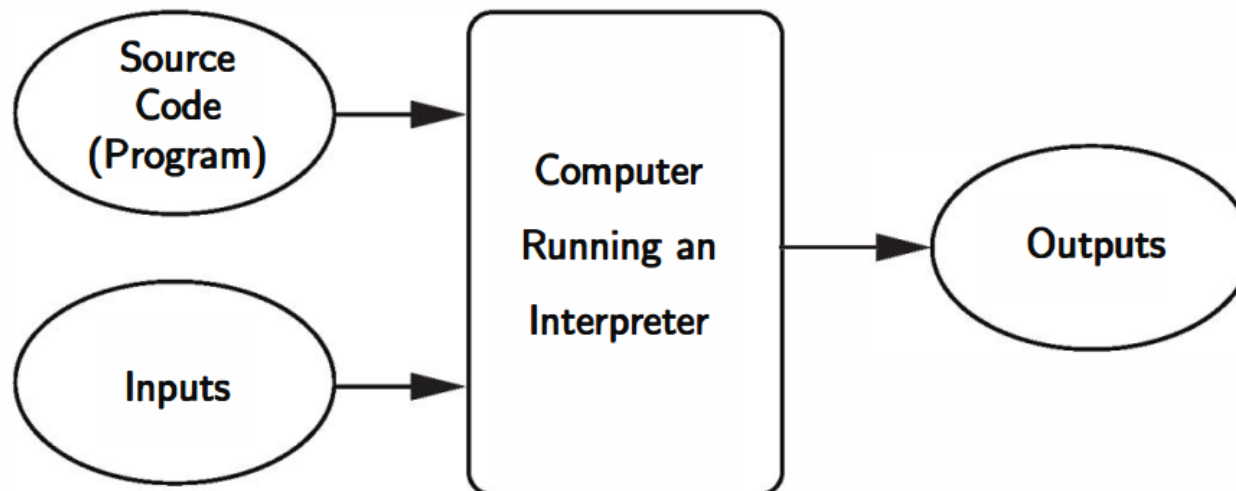 Source
Code
(Program)
Computer
Running an
Interpreter
Outputs
Inputs